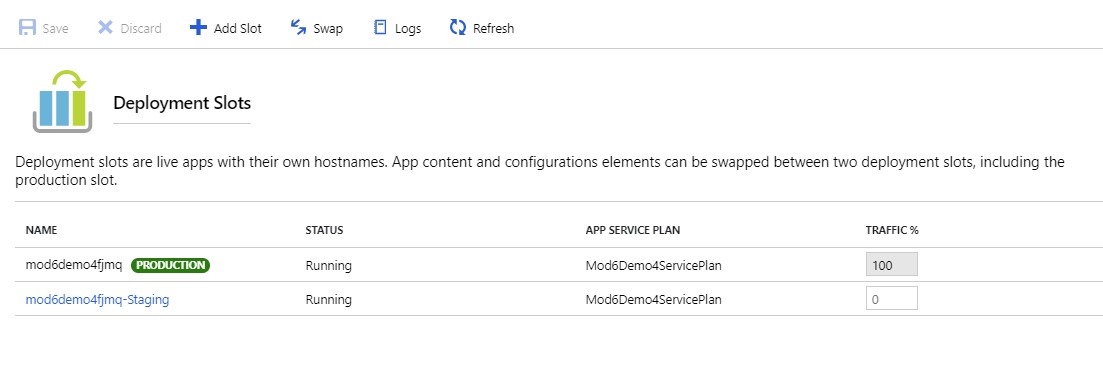 Save Discard Add Slot Swap Logs Refresh
Deployment Slots
Deployment slots are live apps with their own hostnames. App content and configurations elements can be swapped between two deployment slots, including the
production slot.
NAME STATUS APP SERVICE PLAN TRAFFIC %
mod6demo4fjmq PRODUCTION Running Mod6Demo4ServicePlan 100
mod6demo4fjmq-Staging Running Mod6Demo4ServicePlan 0